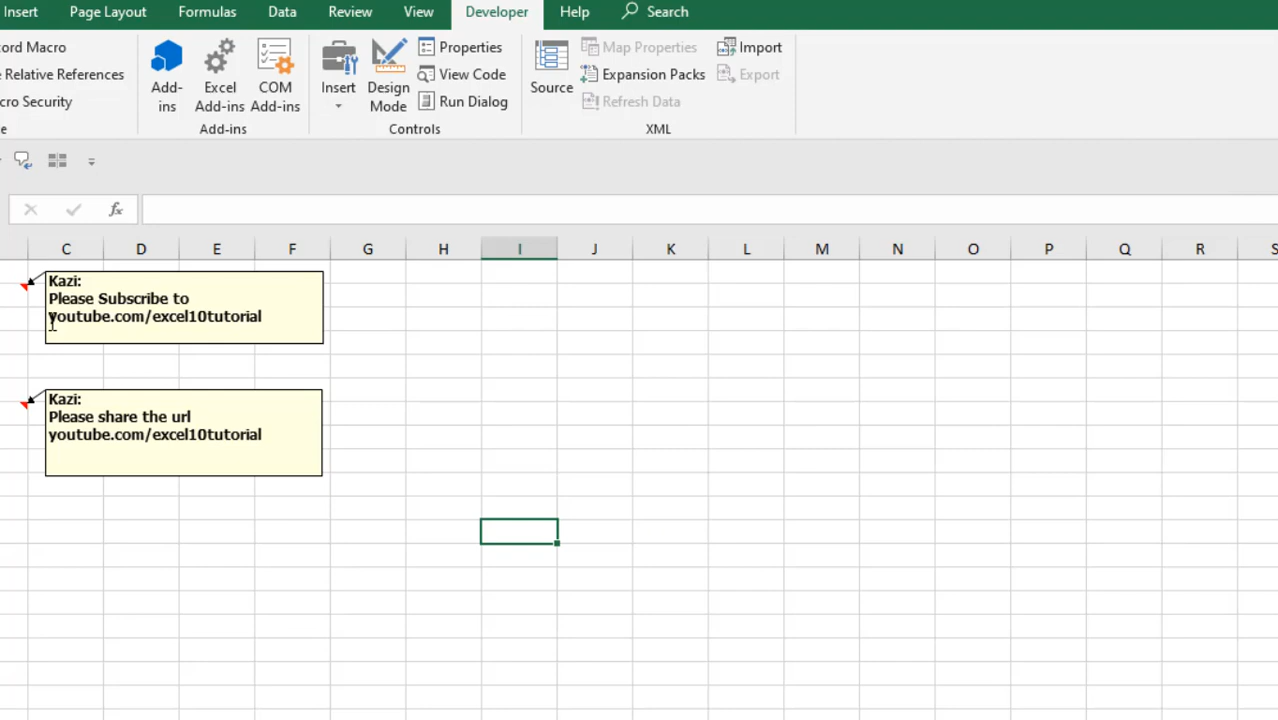 Insert Page Layout Formulas Data Review View Developer Help Search
ord Macro
e Relative References
cro Security
Add-
ins
Excel
Add-ins
COM
Add-ins
Add-ins
Insert
Design
Mode
Properties
View Code
Run Dialog
Controls
Source
Map Properties
Expansion Packs
Refresh Data
Import
Export
XML
fx
C D E F G H I J K L M N O P Q R S
Kazi:
Please Subscribe to
youtube.com/excel10tutorial
Kazi:
Please share the url
youtube.com/excel10tutorial